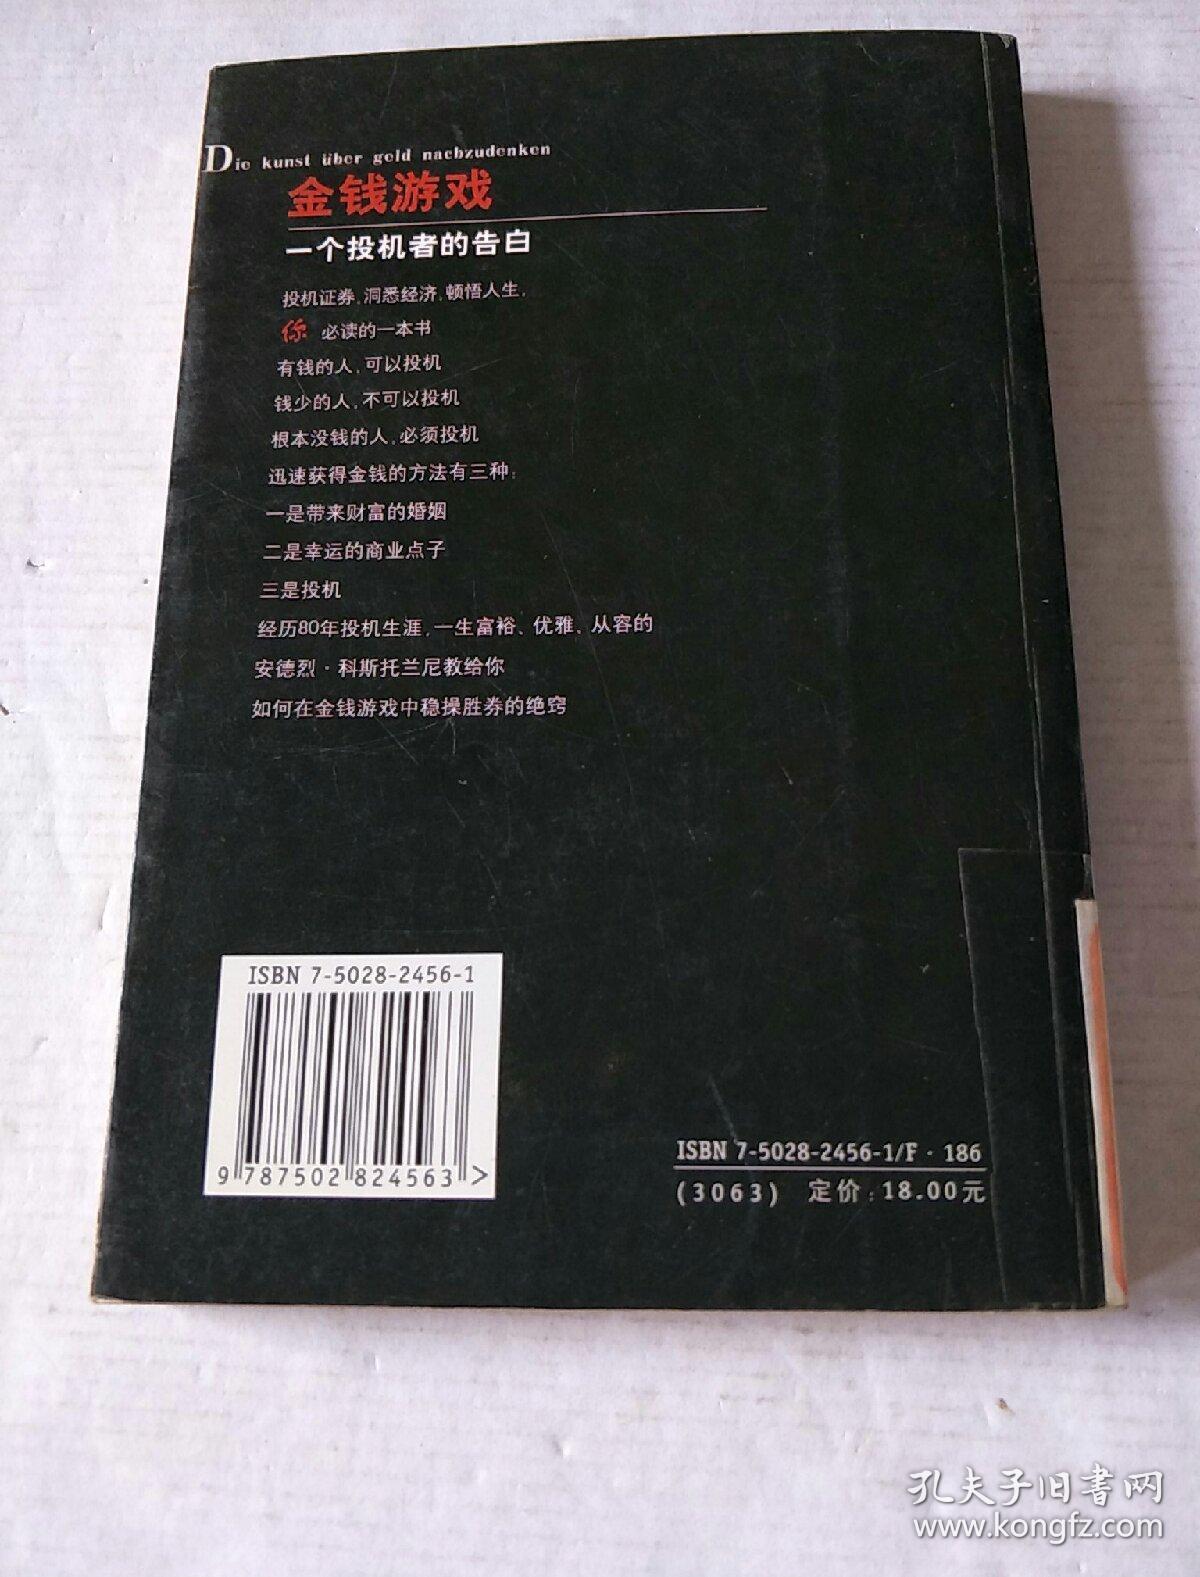 Die kunst über geld nachzudenken
金钱游戏
一个投机者的告白
投机证券,洞悉经济,顿悟人生,
你 必读的一本书
有钱的人,可以投机
钱少的人,不可以投机
根本没钱的人,必须投机
迅速获得金钱的方法有三种:
一是带来财富的婚姻
二是幸运的商业点子
三是投机
经历80年投机生涯,一生富裕、优雅、从容的
安德烈·科斯托兰尼教给你
如何在金钱游戏中稳操胜券的绝窍
ISBN 7-5028-2456-1
9 787502 824563 >
ISBN 7-5028-2456-1/F·186
(3063) 定价:18.00元
孔夫子旧書网
www.kongfz.com